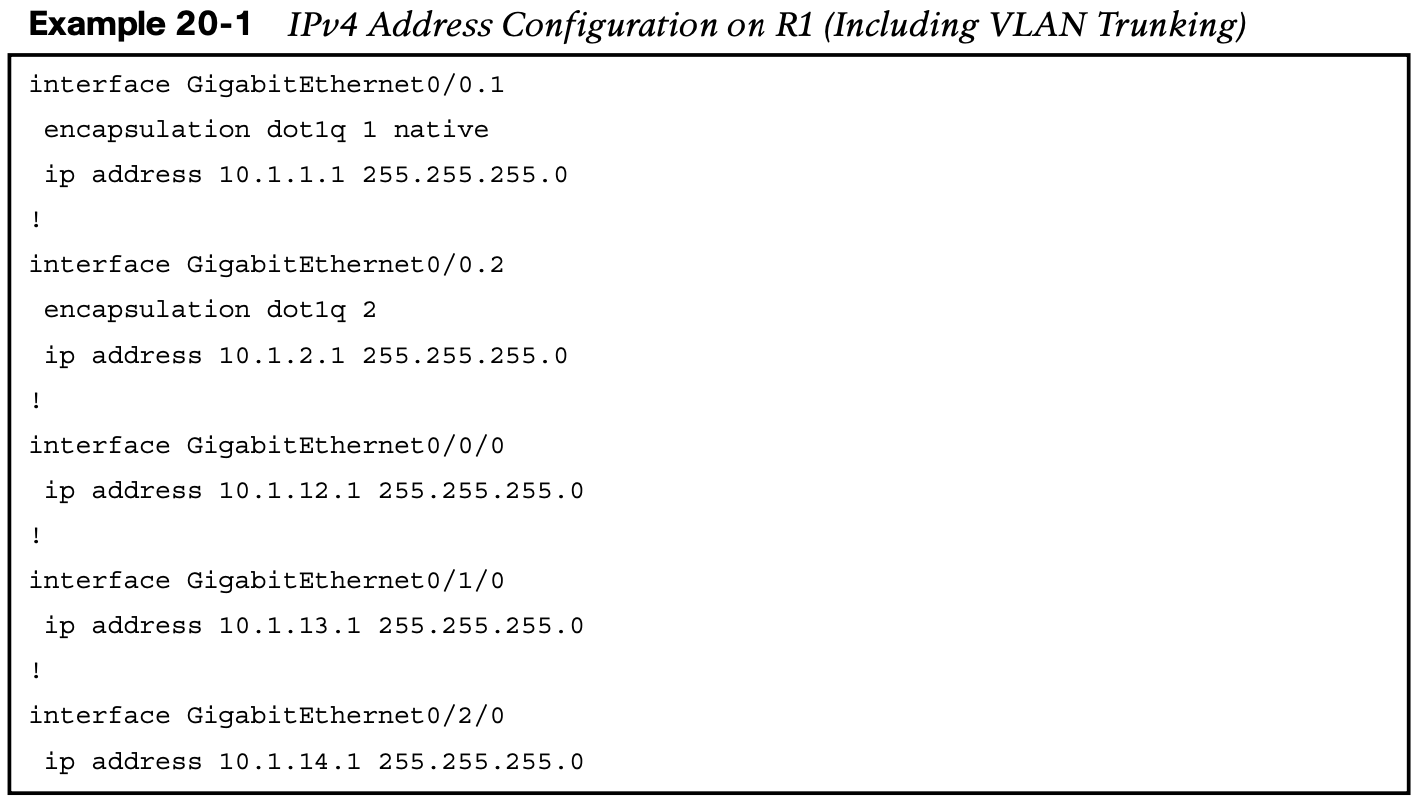 Example 20-1 IPv4 Address Configuration on R1 (Including VLAN Trunking)
interface GigabitEthernet0/0.1
 encapsulation dot1q 1 native
 ip address 10.1.1.1 255.255.255.0
!
interface GigabitEthernet0/0.2
 encapsulation dot1q 2
 ip address 10.1.2.1 255.255.255.0
!
interface GigabitEthernet0/0/0
 ip address 10.1.12.1 255.255.255.0
!
interface GigabitEthernet0/1/0
 ip address 10.1.13.1 255.255.255.0
!
interface GigabitEthernet0/2/0
 ip address 10.1.14.1 255.255.255.0